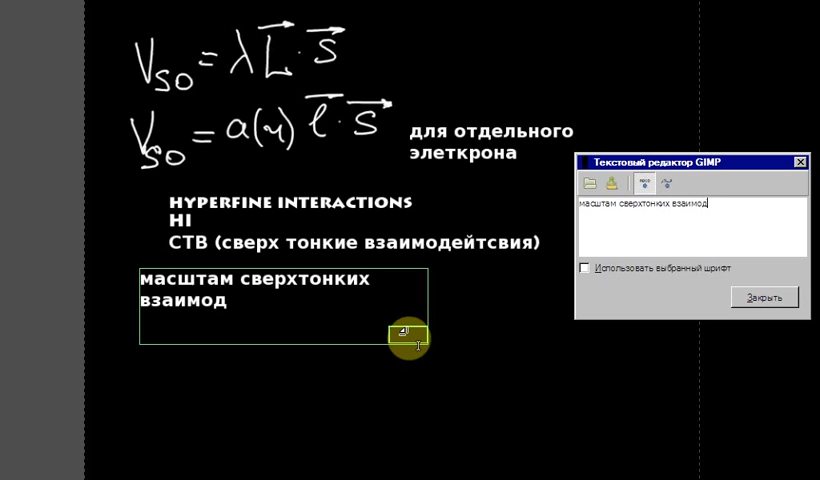 V_SO = λ L⃗ · S⃗
V_SO = a(r) l⃗ · s⃗
для отдельного
элеткрона
HYPERFINE INTERACTIONS
HI
СТВ (сверх тонкие взаимодейтсвия)
масштам сверхтонких
взаимод
Текстовый редактор GIMP
масштам сверхтонких взаимод
Использовать выбранный шрифт
Закрыть